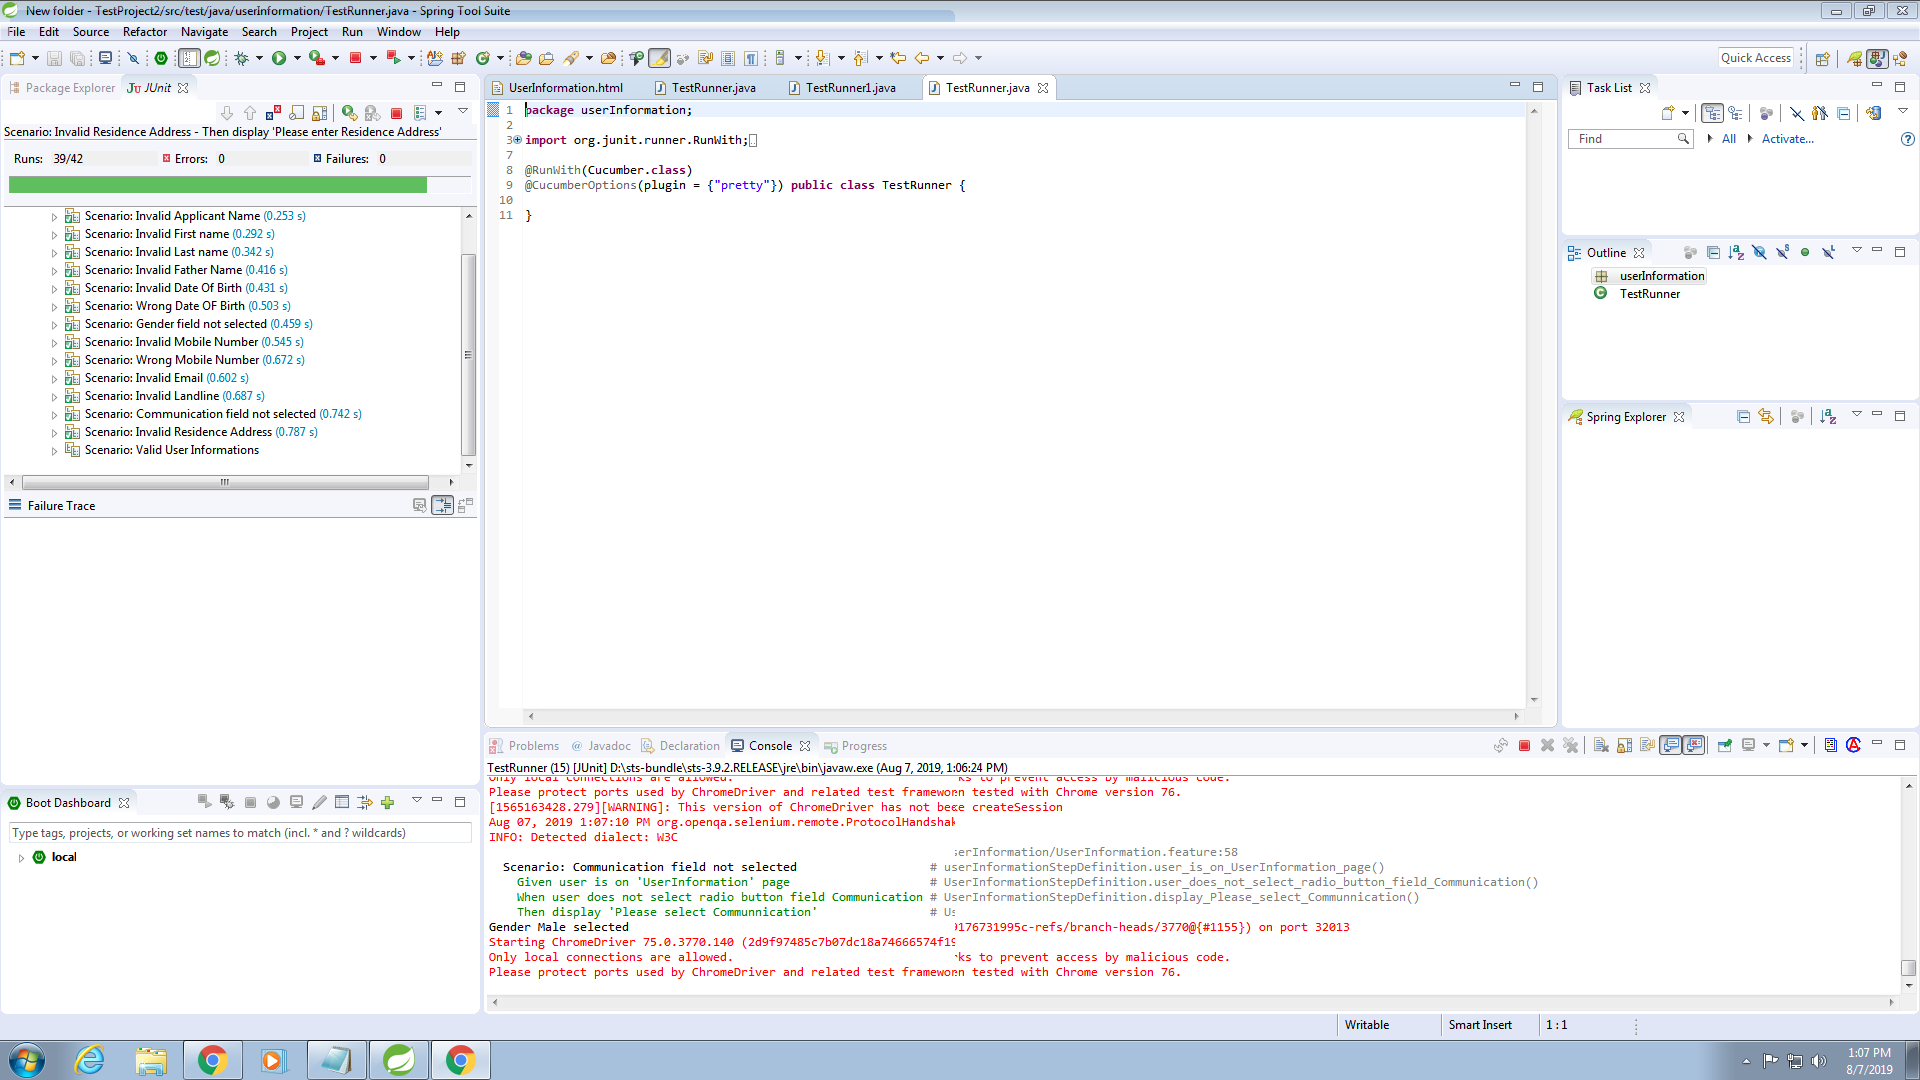 New folder - TestProject2/src/test/java/userInformation/TestRunner.java - Spring Tool Suite
File Edit Source Refactor Navigate Search Project Run Window Help
Quick Access
Package Explorer JUnit
Scenario: Invalid Residence Address - Then display 'Please enter Residence Address'
Runs: 39/42 Errors: 0 Failures: 0
Scenario: Invalid Applicant Name (0.253 s)
Scenario: Invalid First name (0.292 s)
Scenario: Invalid Last name (0.342 s)
Scenario: Invalid Father Name (0.416 s)
Scenario: Invalid Date Of Birth (0.431 s)
Scenario: Wrong Date OF Birth (0.503 s)
Scenario: Gender field not selected (0.459 s)
Scenario: Invalid Mobile Number (0.545 s)
Scenario: Wrong Mobile Number (0.672 s)
Scenario: Invalid Email (0.602 s)
Scenario: Invalid Landline (0.687 s)
Scenario: Communication field not selected (0.742 s)
Scenario: Invalid Residence Address (0.787 s)
Scenario: Valid User Informations
Failure Trace
Boot Dashboard
Type tags, projects, or working set names to match (incl. * and ? wildcards)
local
UserInformation.html TestRunner.java TestRunner1.java TestRunner.java
1 package userInformation;
2
3 import org.junit.runner.RunWith;
7
8 @RunWith(Cucumber.class)
9 @CucumberOptions(plugin = {"pretty"}) public class TestRunner {
10
11 }
Task List
Find All Activate...
Outline
userInformation
TestRunner
Spring Explorer
Problems @ Javadoc Declaration Console Progress
TestRunner (15) [JUnit] D:\sts-bundle\sts-3.9.2.RELEASE\jre\bin\javaw.exe (Aug 7, 2019, 1:06:24 PM)
Only local connections are allowed. ks to prevent access by malicious code.
Please protect ports used by ChromeDriver and related test framewo n tested with Chrome version 76.
[1565163428.279][WARNING]: This version of ChromeDriver has not be e createSession
Aug 07, 2019 1:07:10 PM org.openqa.selenium.remote.ProtocolHandshak
INFO: Detected dialect: W3C
serInformation/UserInformation.feature:58
Scenario: Communication field not selected # userInformationStepDefinition.user_is_on_UserInformation_page()
Given user is on 'UserInformation' page # UserInformationStepDefinition.user_does_not_select_radio_button_field_Communication()
When user does not select radio button field Communication # UserInformationStepDefinition.display_Please_select_Communnication()
Then display 'Please select Communnication' # Us
Gender Male selected 0176731995c-refs/branch-heads/3770@{#1155}) on port 32013
Starting ChromeDriver 75.0.3770.140 (2d9f97485c7b07dc18a74666574f19
Only local connections are allowed. ks to prevent access by malicious code.
Please protect ports used by ChromeDriver and related test framewo n tested with Chrome version 76.
Writable Smart Insert 1 : 1
1:07 PM
8/7/2019